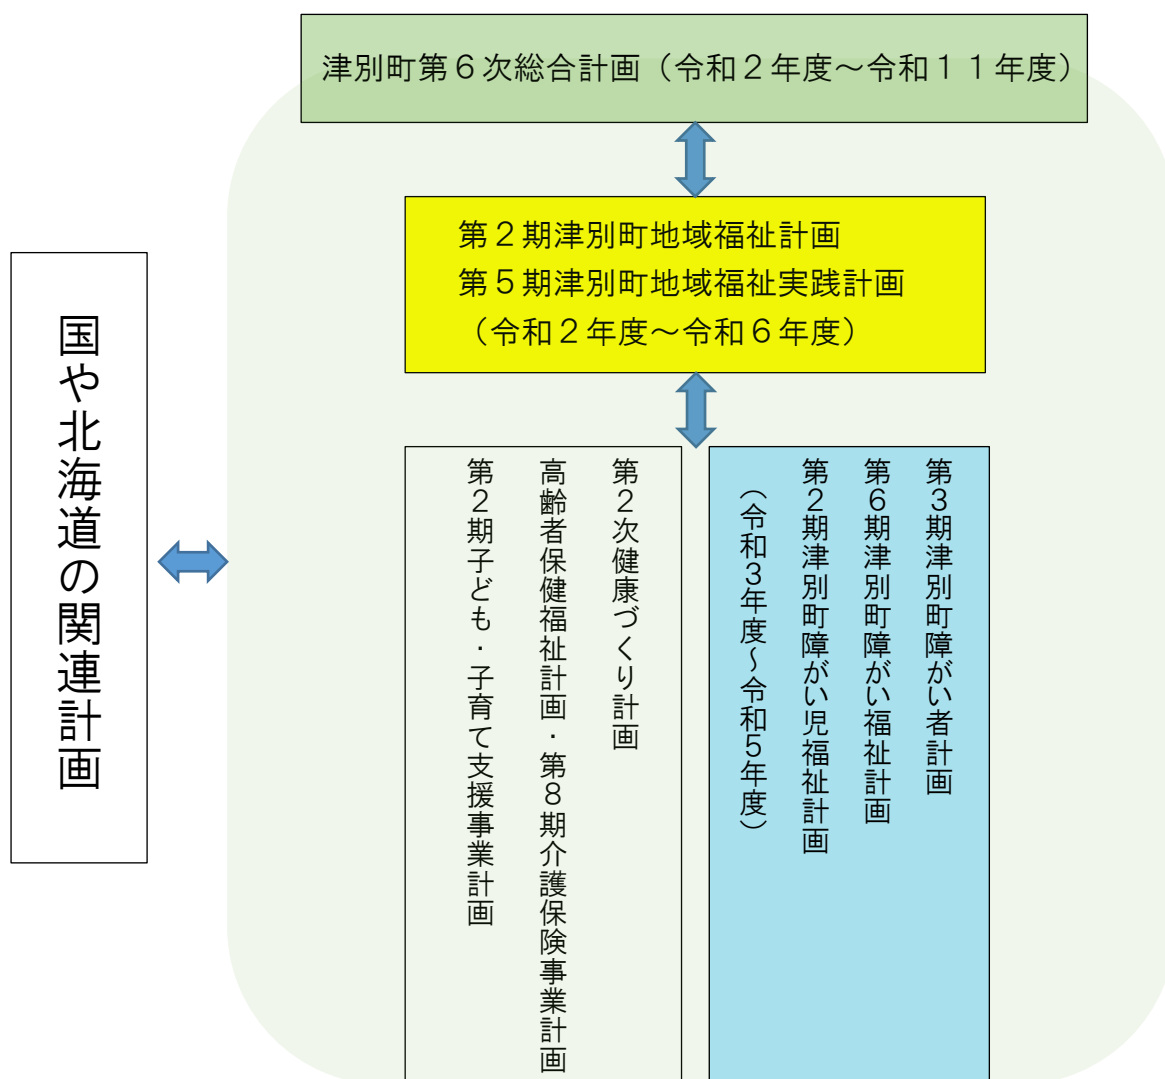 津別町第６次総合計画（令和２年度～令和１１年度）
第２期津別町地域福祉計画
第５期津別町地域福祉実践計画
（令和２年度～令和６年度）
国や北海道の関連計画
第３期津別町障がい者計画
第６期津別町障がい福祉計画
第２期津別町障がい児福祉計画
（令和３年度～令和５年度）
第２次健康づくり計画
高齢者保健福祉計画・第８期介護保険事業計画
第２期子ども・子育て支援事業計画